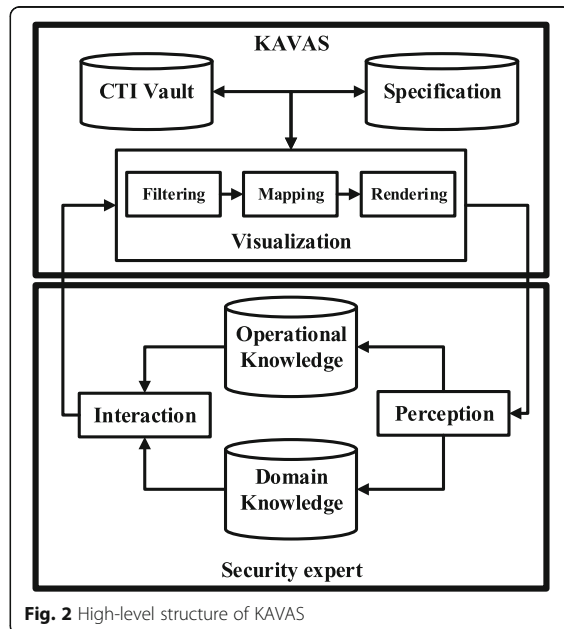 KAVAS
CTI Vault
Specification
Filtering
Mapping
Rendering
Visualization
Operational
Knowledge
Interaction
Perception
Domain
Knowledge
Security expert
Fig. 2 High-level structure of KAVAS